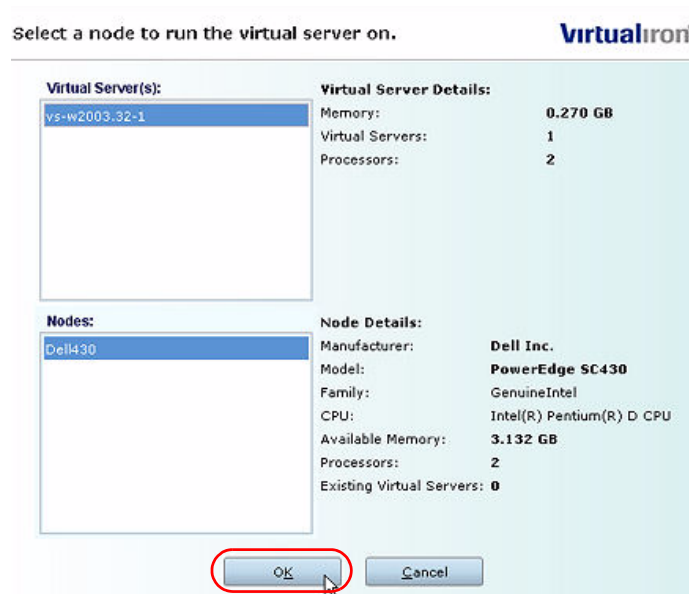 Select a node to run the virtual server on.
Virtualiron
Virtual Server(s):
vs-w2003.32-1
Virtual Server Details:
Memory: 0.270 GB
Virtual Servers: 1
Processors: 2
Nodes:
Dell430
Node Details:
Manufacturer: Dell Inc.
Model: PowerEdge SC430
Family: GenuineIntel
CPU: Intel(R) Pentium(R) D CPU
Available Memory: 3.132 GB
Processors: 2
Existing Virtual Servers: 0
OK
Cancel